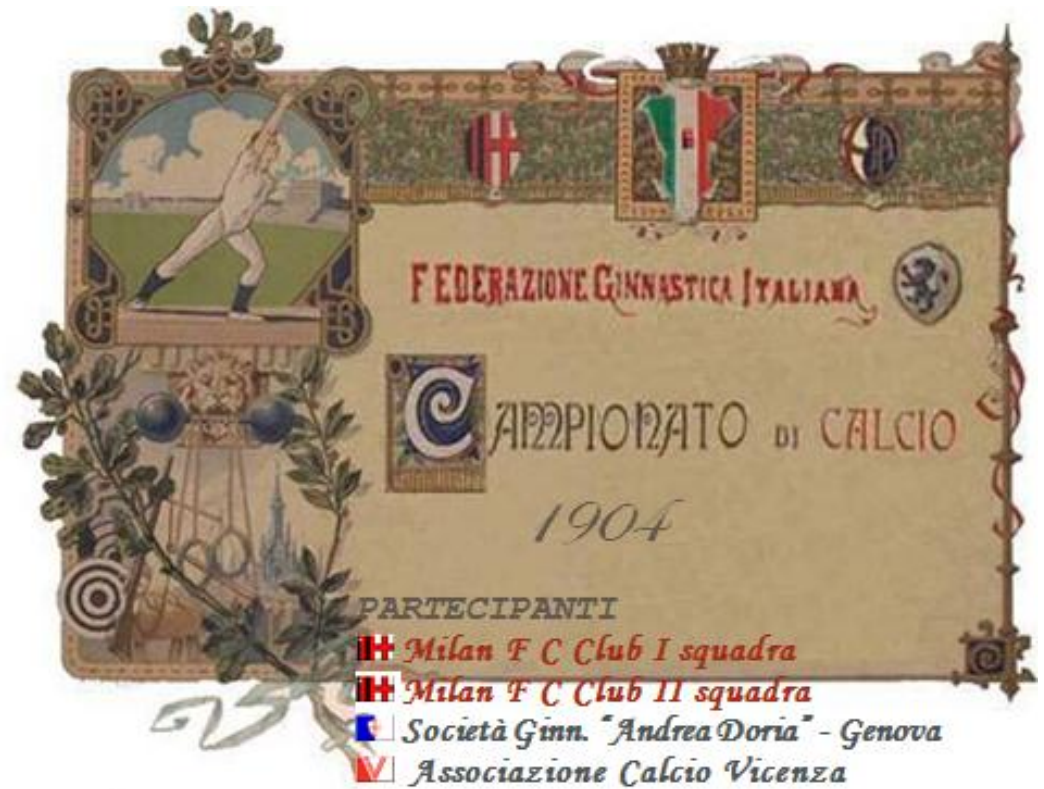 FEDERAZIONE GINNASTICA ITALIANA
CAMPIONATO DI CALCIO
1904
PARTECIPANTI
Milan F C Club I squadra
Milan F C Club II squadra
Società Ginn. "Andrea Doria" - Genova
Associazione Calcio Vicenza